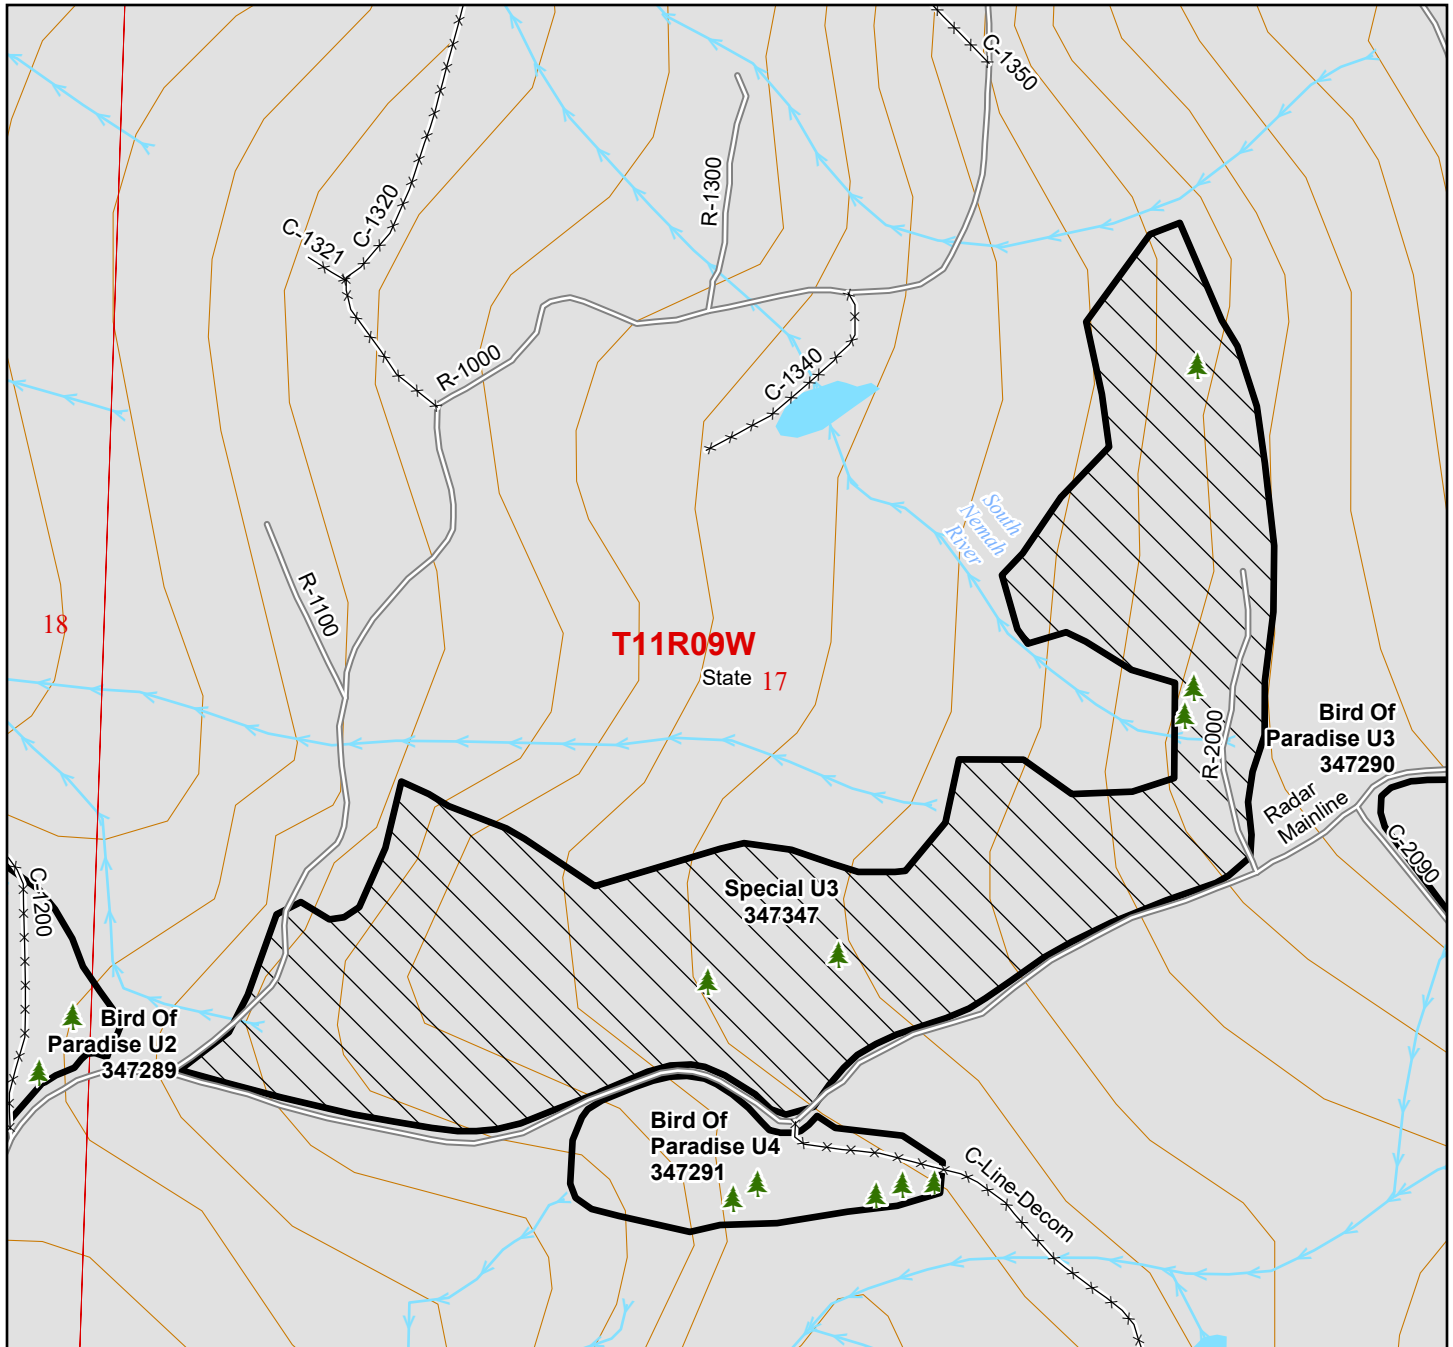 C-1350
C-1320
R-1300
C-1321
R-1000
C-1340
South
Nemah
River
R-1100
18
T11R09W
State 17
R-2000
Bird Of
Paradise U3
347290
Radar
Mainline
C-2090
C-1200
Special U3
347347
Bird Of
Paradise U2
347289
Bird Of
Paradise U4
347291
C-Line-Decom